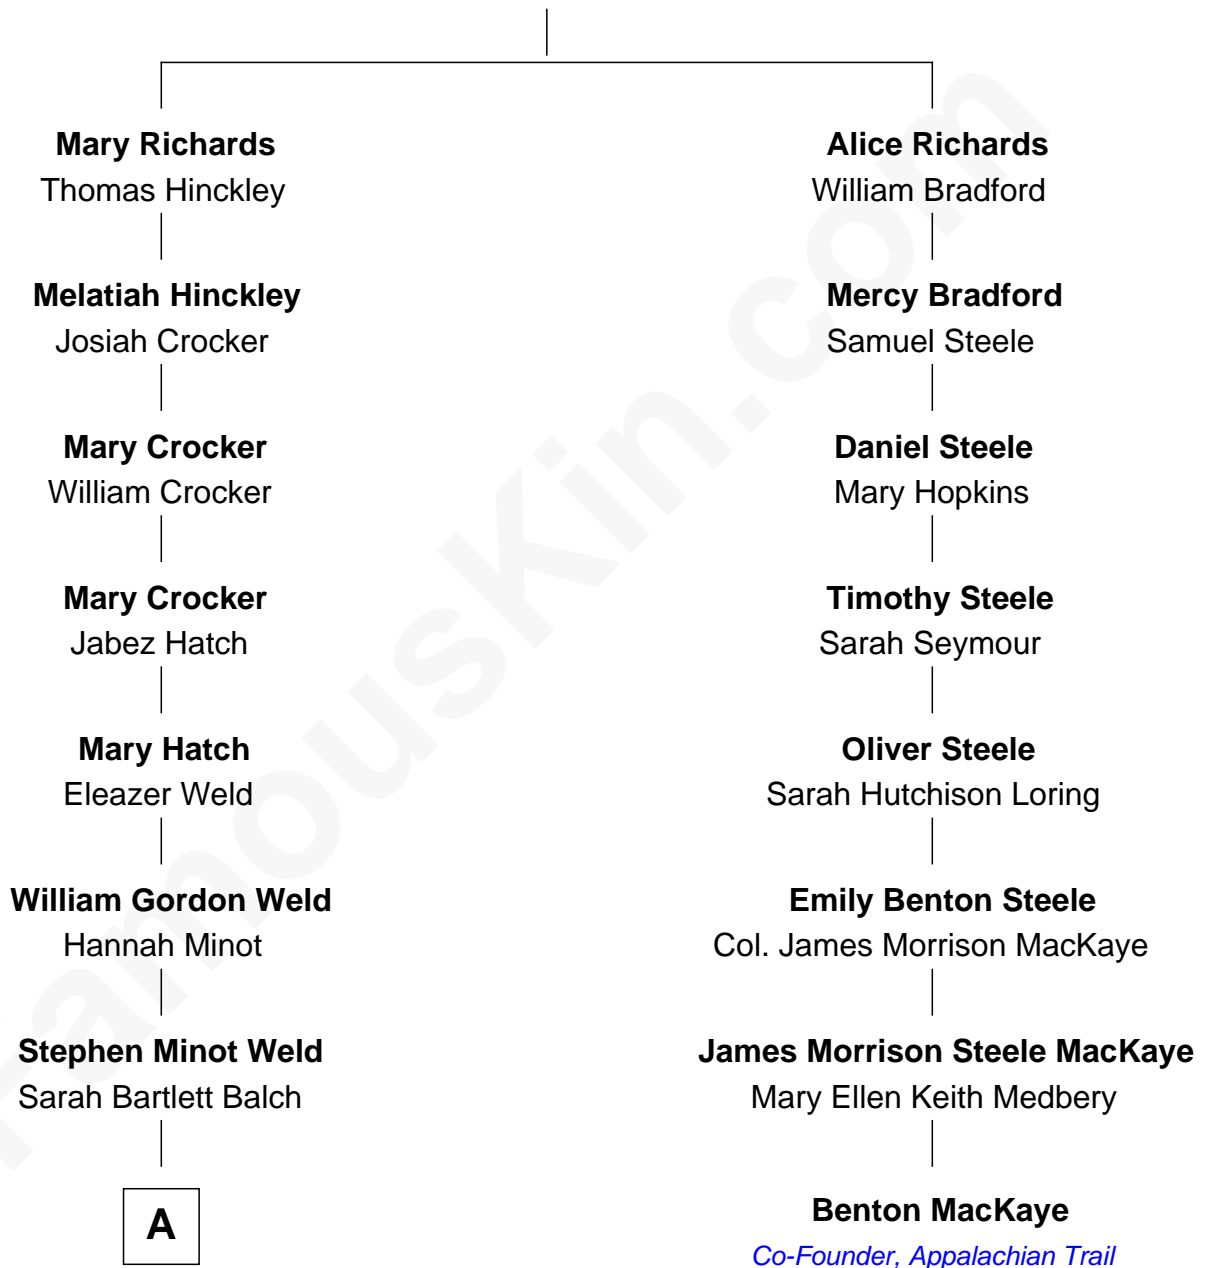 Mary Richards
Thomas Hinckley
Melatiah Hinckley
Josiah Crocker
Mary Crocker
William Crocker
Mary Crocker
Jabez Hatch
Mary Hatch
Eleazer Weld
William Gordon Weld
Hannah Minot
Stephen Minot Weld
Sarah Bartlett Balch
A
Alice Richards
William Bradford
Mercy Bradford
Samuel Steele
Daniel Steele
Mary Hopkins
Timothy Steele
Sarah Seymour
Oliver Steele
Sarah Hutchison Loring
Emily Benton Steele
Col. James Morrison MacKaye
James Morrison Steele MacKaye
Mary Ellen Keith Medbery
Benton MacKaye
Co-Founder, Appalachian Trail
FamousKin.com